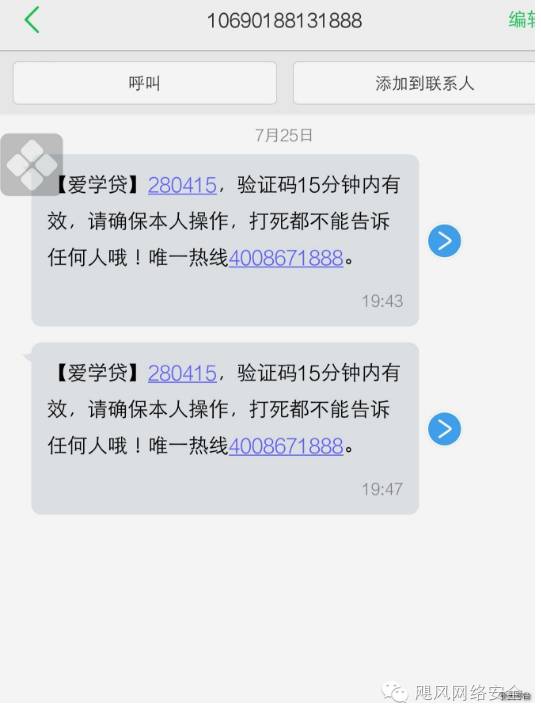 10690188131888
编辑
呼叫
添加到联系人
7月25日
【爱学贷】280415，验证码15分钟内有
效，请确保本人操作，打死都不能告诉
任何人哦！唯一热线4008671888。
19:43
【爱学贷】280415，验证码15分钟内有
效，请确保本人操作，打死都不能告诉
任何人哦！唯一热线4008671888。
19:47
飓风网络安全